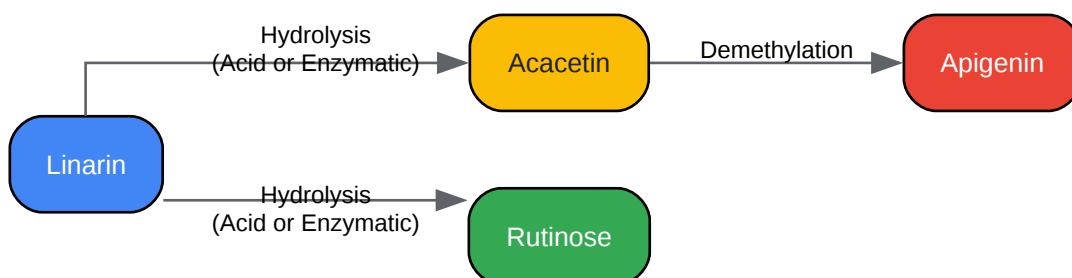 Hydrolysis
(Acid or Enzymatic)
Acacetin
Demethylation
Apigenin
Linarin
Hydrolysis
(Acid or Enzymatic)
Rutinose